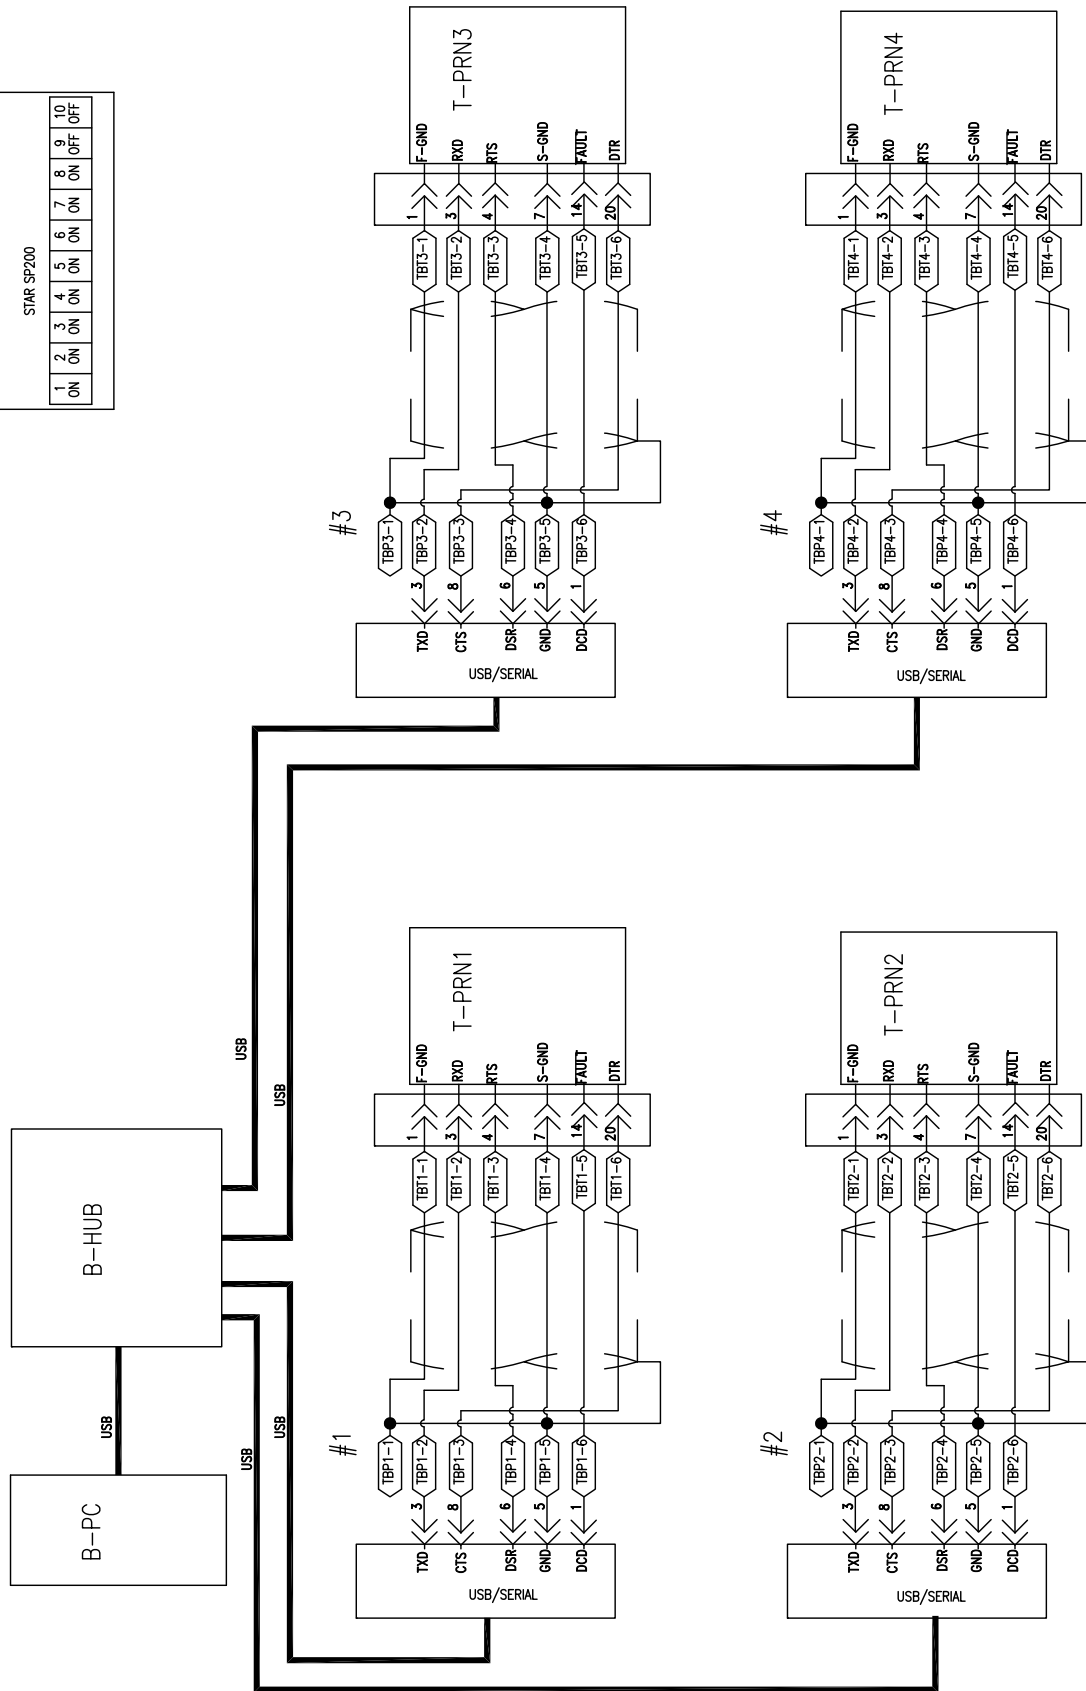 STAR SP200
1 2 3 4 5 6 7 8 9 10
ON ON ON ON ON ON ON ON OFF OFF
B-PC
USB
B-HUB
USB
USB
USB
USB
#1
USB/SERIAL
TXD 3 TBP1-2
CTS 8 TBP1-3
DSR 6 TBP1-4
GND 5 TBP1-5
DCD 1 TBP1-6
TBP1-1
TBT1-1 1 F-GND
TBT1-2 3 RXD
TBT1-3 4 RTS
TBT1-4 7 S-GND
TBT1-5 14 FAULT
TBT1-6 20 DTR
T-PRN1
#3
USB/SERIAL
TXD 3 TBP3-2
CTS 8 TBP3-3
DSR 6 TBP3-4
GND 5 TBP3-5
DCD 1 TBP3-6
TBP3-1
TBT3-1 1 F-GND
TBT3-2 3 RXD
TBT3-3 4 RTS
TBT3-4 7 S-GND
TBT3-5 14 FAULT
TBT3-6 20 DTR
T-PRN3
#2
USB/SERIAL
TXD 3 TBP2-2
CTS 8 TBP2-3
DSR 6 TBP2-4
GND 5 TBP2-5
DCD 1 TBP2-6
TBP2-1
TBT2-1 1 F-GND
TBT2-2 3 RXD
TBT2-3 4 RTS
TBT2-4 7 S-GND
TBT2-5 14 FAULT
TBT2-6 20 DTR
T-PRN2
#4
USB/SERIAL
TXD 3 TBP4-2
CTS 8 TBP4-3
DSR 6 TBP4-4
GND 5 TBP4-5
DCD 1 TBP4-6
TBP4-1
TBT4-1 1 F-GND
TBT4-2 3 RXD
TBT4-3 4 RTS
TBT4-4 7 S-GND
TBT4-5 14 FAULT
TBT4-6 20 DTR
T-PRN4